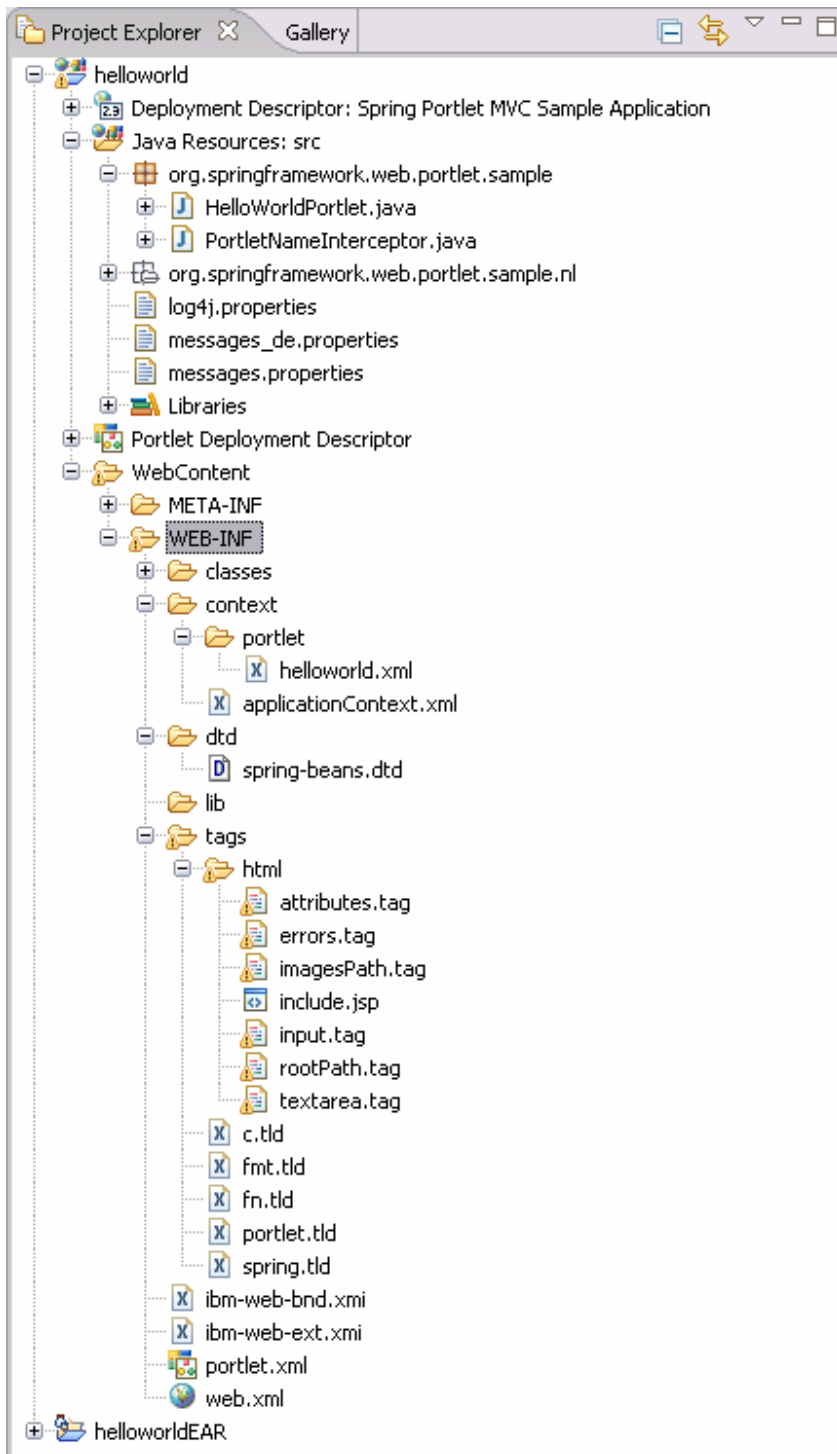 Project Explorer Gallery
helloworld
2.3 Deployment Descriptor: Spring Portlet MVC Sample Application
Java Resources: src
org.springframework.web.portlet.sample
J HelloWorldPortlet.java
J PortletNameInterceptor.java
org.springframework.web.portlet.sample.nl
log4j.properties
messages_de.properties
messages.properties
Libraries
Portlet Deployment Descriptor
WebContent
META-INF
WEB-INF
classes
context
portlet
X helloworld.xml
X applicationContext.xml
dtd
D spring-beans.dtd
lib
tags
html
attributes.tag
errors.tag
imagesPath.tag
include.jsp
input.tag
rootPath.tag
textarea.tag
X c.tld
X fmt.tld
X fn.tld
X portlet.tld
X spring.tld
X ibm-web-bnd.xmi
X ibm-web-ext.xmi
portlet.xml
web.xml
helloworldEAR